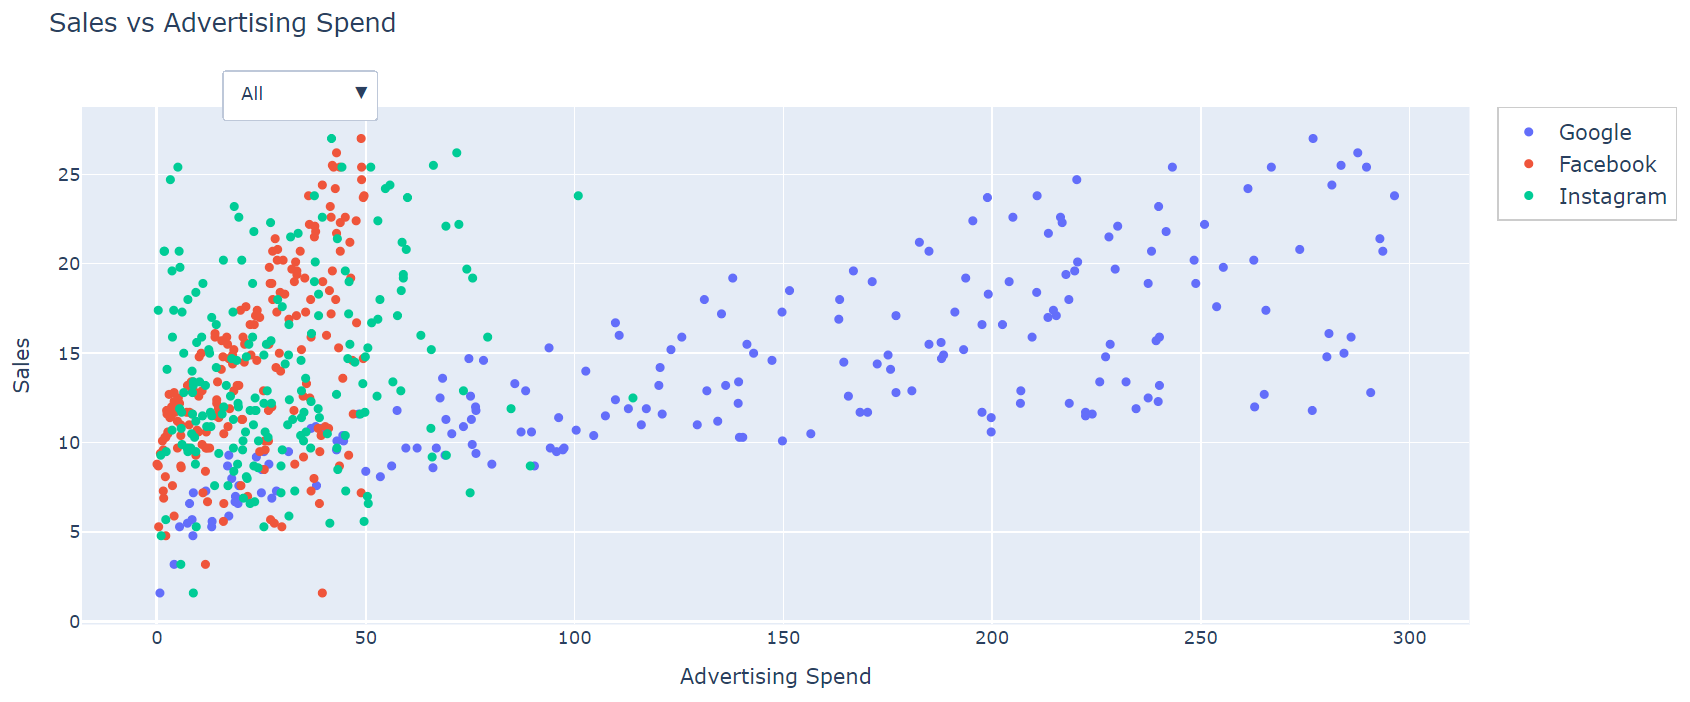 Sales vs Advertising Spend
All ▼
Google
Facebook
Instagram
25
20
15
10
5
0
Sales
0 50 100 150 200 250 300
Advertising Spend